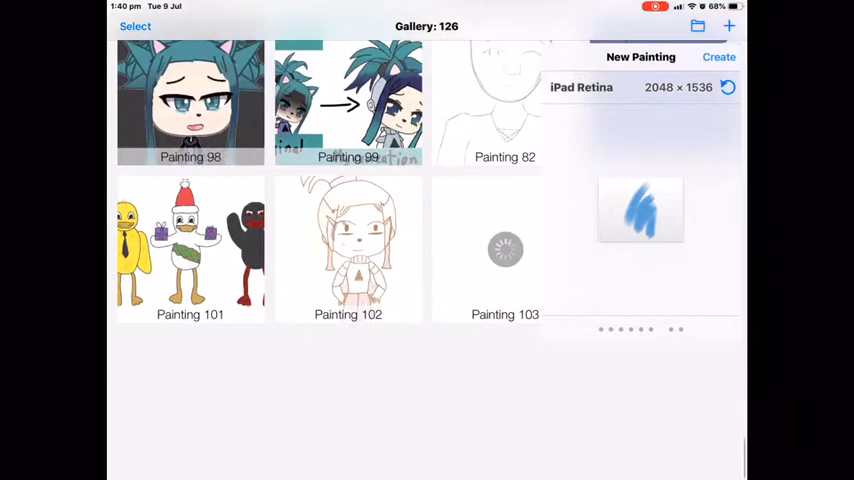 1:40 pm Tue 9 Jul
68%
Select
Gallery: 126
New Painting
Create
iPad Retina
2048 × 1536
Painting 98
Painting 99
Painting 82
Painting 101
Painting 102
Painting 103